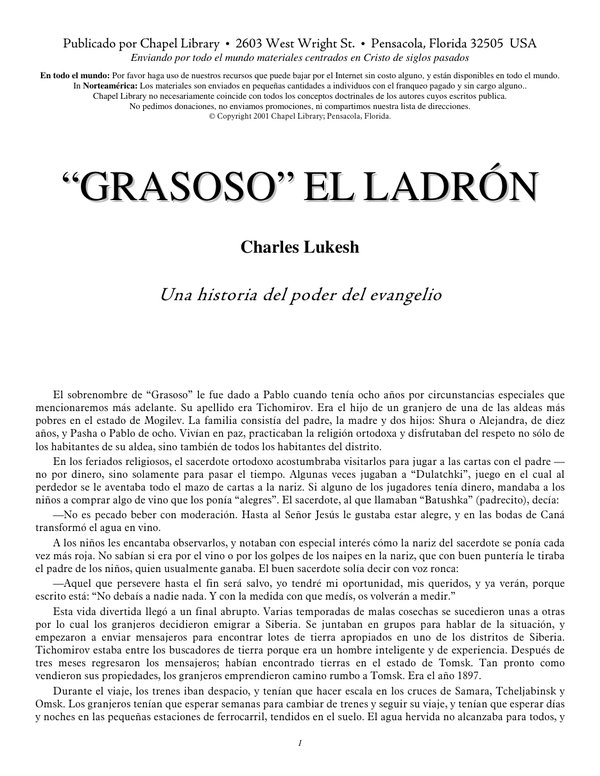 Publicado por Chapel Library • 2603 West Wright St. • Pensacola, Florida 32505 USA
Enviando por todo el mundo materiales centrados en Cristo de siglos pasados
En todo el mundo: Por favor haga uso de nuestros recursos que puede bajar por el Internet sin costo alguno, y están disponibles en todo el mundo.
In Norteamérica: Los materiales son enviados en pequeñas cantidades a individuos con el franqueo pagado y sin cargo alguno..
Chapel Library no necesariamente coincide con todos los conceptos doctrinales de los autores cuyos escritos publica.
No pedimos donaciones, no enviamos promociones, ni compartimos nuestra lista de direcciones.
© Copyright 2001 Chapel Library; Pensacola, Florida.
“GRASOSO” EL LADRÓN
Charles Lukesh
Una historia del poder del evangelio
El sobrenombre de “Grasoso” le fue dado a Pablo cuando tenía ocho años por circunstancias especiales que
mencionaremos más adelante. Su apellido era Tichomirov. Era el hijo de un granjero de una de las aldeas más
pobres en el estado de Mogilev. La familia consistía del padre, la madre y dos hijos: Shura o Alejandra, de diez
años, y Pasha o Pablo de ocho. Vivían en paz, practicaban la religión ortodoxa y disfrutaban del respeto no sólo de
los habitantes de su aldea, sino también de todos los habitantes del distrito.
En los feriados religiosos, el sacerdote ortodoxo acostumbraba visitarlos para jugar a las cartas con el padre —
no por dinero, sino solamente para pasar el tiempo. Algunas veces jugaban a “Dulatchki”, juego en el cual al
perdedor se le aventaba todo el mazo de cartas a la nariz. Si alguno de los jugadores tenía dinero, mandaba a los
niños a comprar algo de vino que los ponía “alegres”. El sacerdote, al que llamaban “Batushka” (padrecito), decía:
—No es pecado beber con moderación. Hasta al Señor Jesús le gustaba estar alegre, y en las bodas de Caná
transformó el agua en vino.
A los niños les encantaba observarlos, y notaban con especial interés cómo la nariz del sacerdote se ponía cada
vez más roja. No sabían si era por el vino o por los golpes de los naipes en la nariz, que con buen puntería le tiraba
el padre de los niños, quien usualmente ganaba. El buen sacerdote solía decir con voz ronca:
—Aquel que persevere hasta el fin será salvo, yo tendré mi oportunidad, mis queridos, y ya verán, porque
escrito está: “No debaís a nadie nada. Y con la medida con que medís, os volverán a medir.”
Esta vida divertida llegó a un final abrupto. Varias temporadas de malas cosechas se sucedieron unas a otras
por lo cual los granjeros decidieron emigrar a Siberia. Se juntaban en grupos para hablar de la situación, y
empezaron a enviar mensajeros para encontrar lotes de tierra apropiados en uno de los distritos de Siberia.
Tichomirov estaba entre los buscadores de tierra porque era un hombre inteligente y de experiencia. Después de
tres meses regresaron los mensajeros; habían encontrado tierras en el estado de Tomsk. Tan pronto como
vendieron sus propiedades, los granjeros emprendieron camino rumbo a Tomsk. Era el año 1897.
Durante el viaje, los trenes iban despacio, y tenían que hacer escala en los cruces de Samara, Tcheljabinsk y
Omsk. Los granjeros tenían que esperar semanas para cambiar de trenes y seguir su viaje, y tenían que esperar días
y noches en las pequeñas estaciones de ferrocarril, tendidos en el suelo. El agua hervida no alcanzaba para todos, y
1